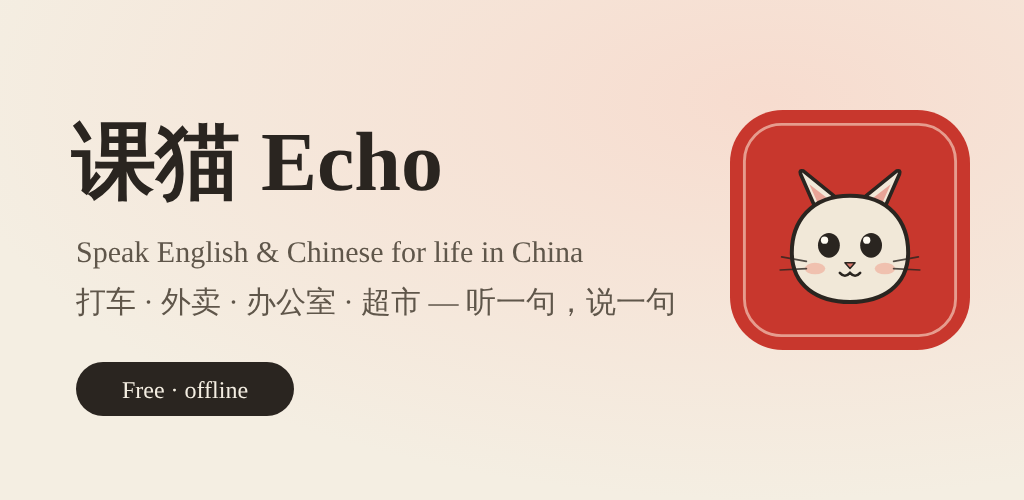 课猫 Echo
Speak English & Chinese for life in China
打车 · 外卖 · 办公室 · 超市 — 听一句，说一句
Free · offline